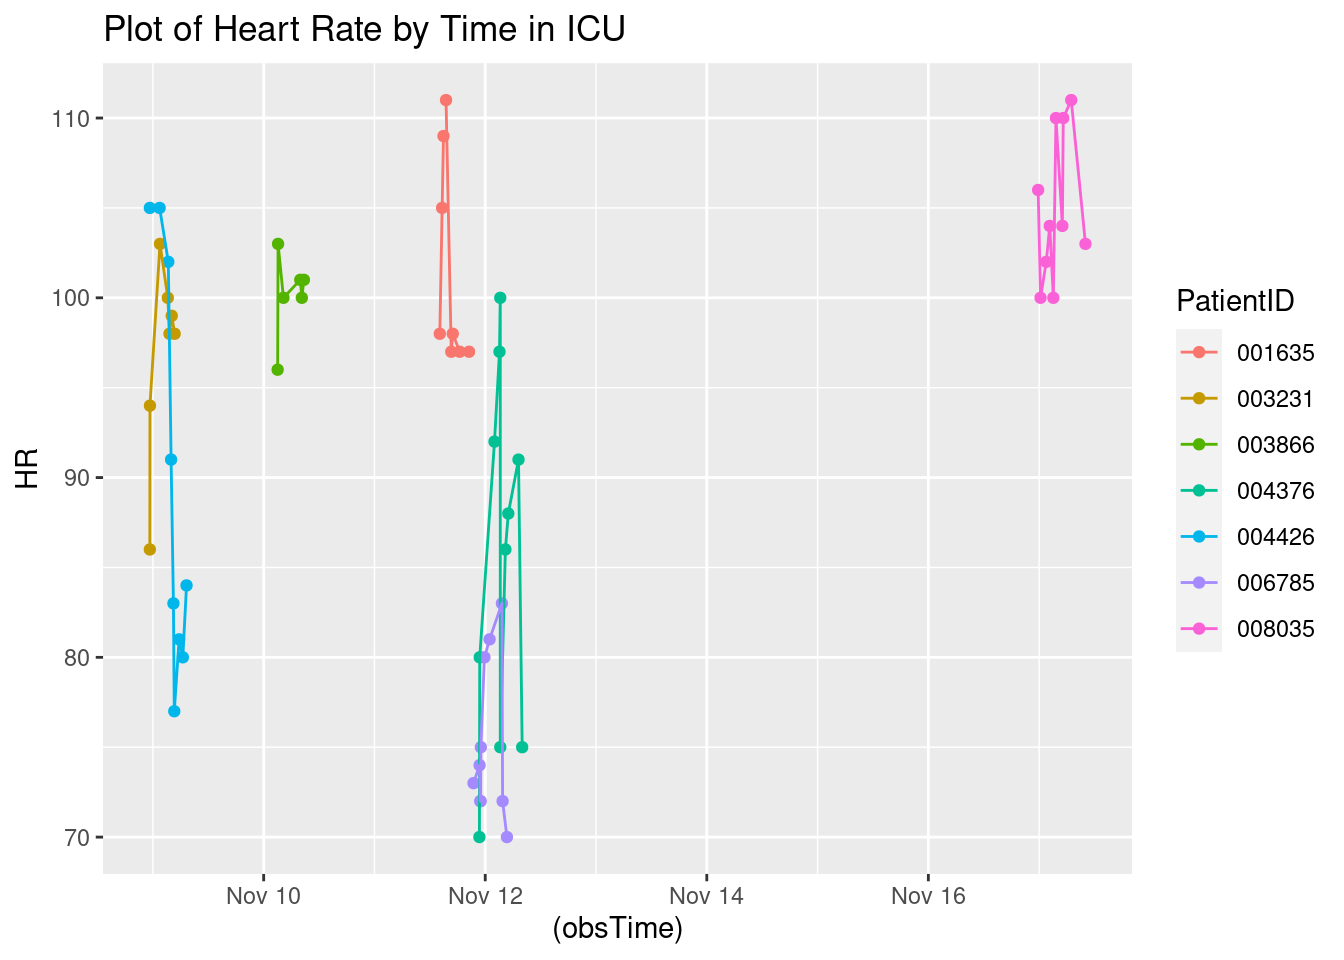 Plot of Heart Rate by Time in ICU
110
100
90
80
70
HR
Nov 10
Nov 12
Nov 14
Nov 16
(obsTime)
PatientID
001635
003231
003866
004376
004426
006785
008035